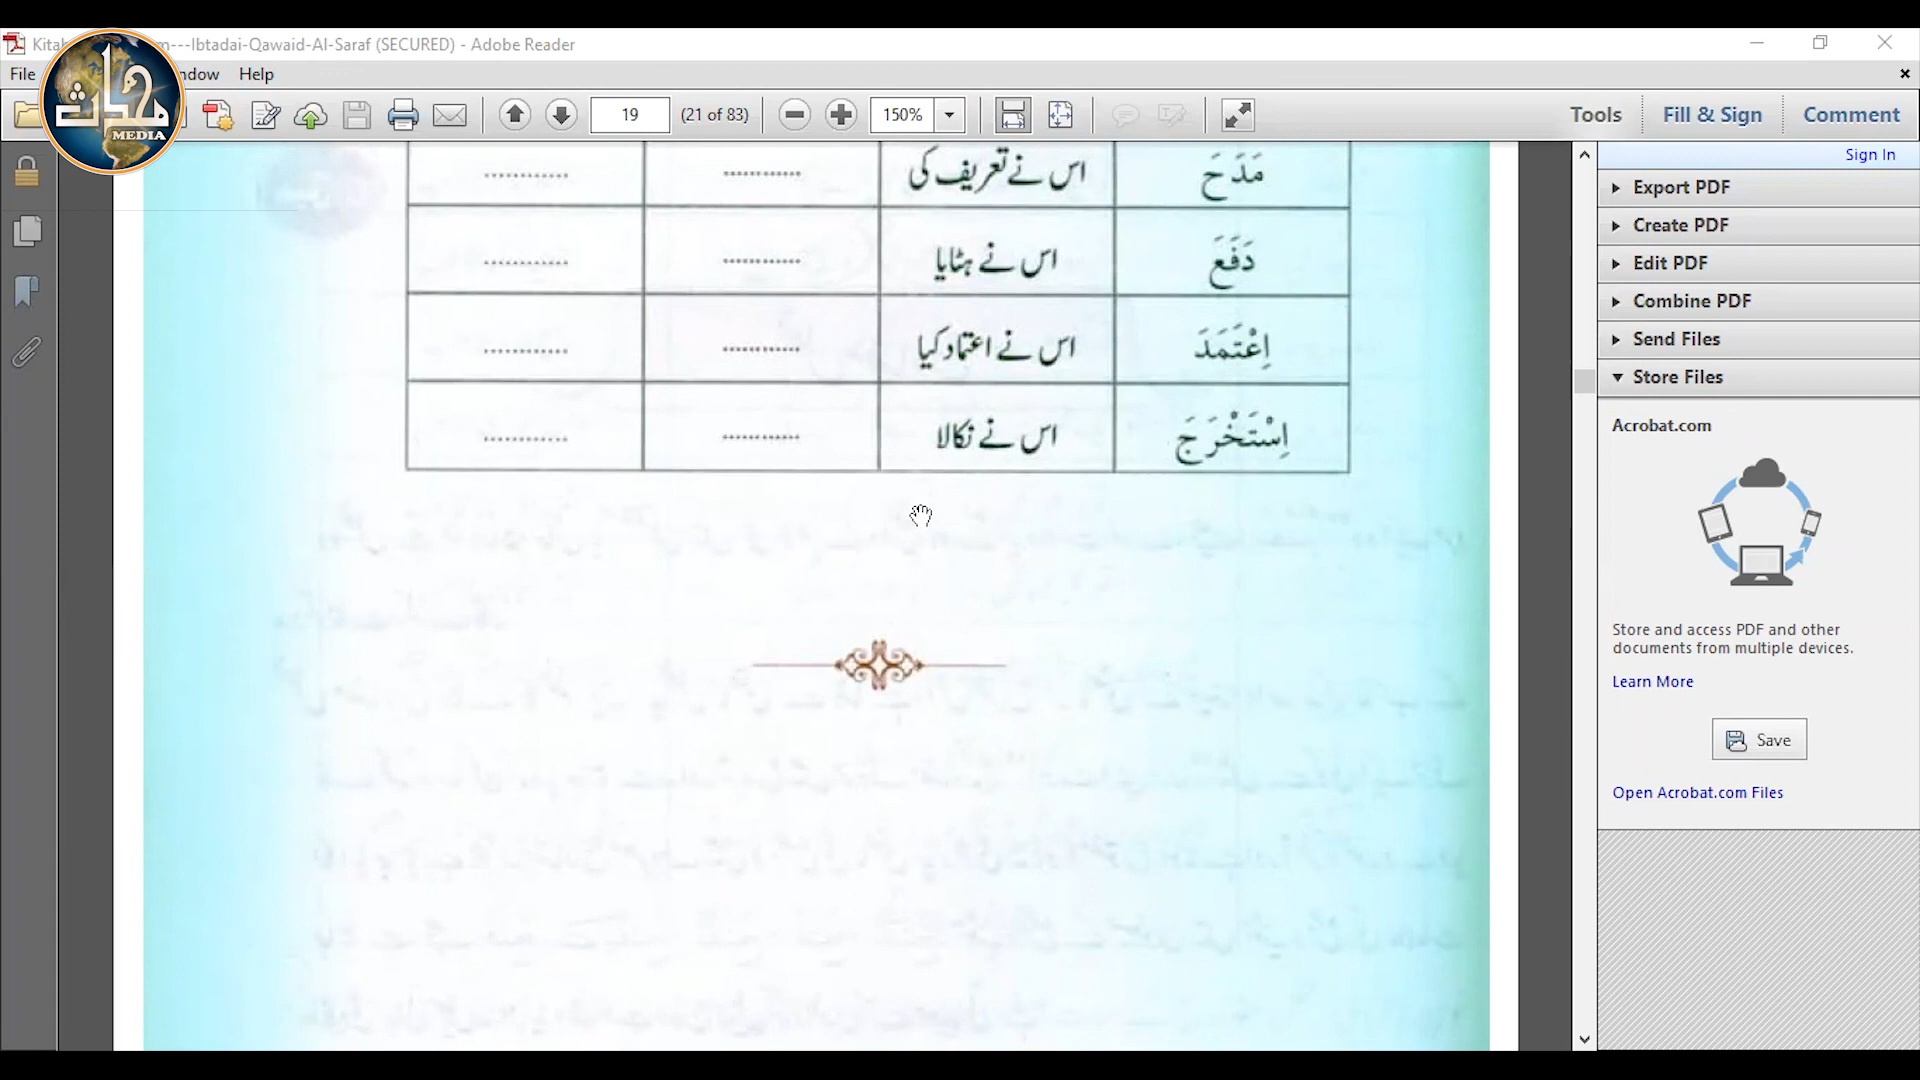 Kita
m---Ibtadai-Qawaid-Al-Saraf (SECURED) - Adobe Reader
File
ndow Help
19 (21 of 83) 150% Tools Fill & Sign Comment
MEDIA
Sign In
Export PDF
Create PDF
Edit PDF
Combine PDF
Send Files
Store Files
Acrobat.com
Store and access PDF and other
documents from multiple devices.
Learn More
Save
Open Acrobat.com Files
مَدَحَ اس نے تعریف کی ............ ............
دَفَعَ اس نے ہٹایا ............ ............
اِعْتَمَدَ اس نے اعتماد کیا ............ ............
اِسْتَخْرَجَ اس نے نکالا ............ ............